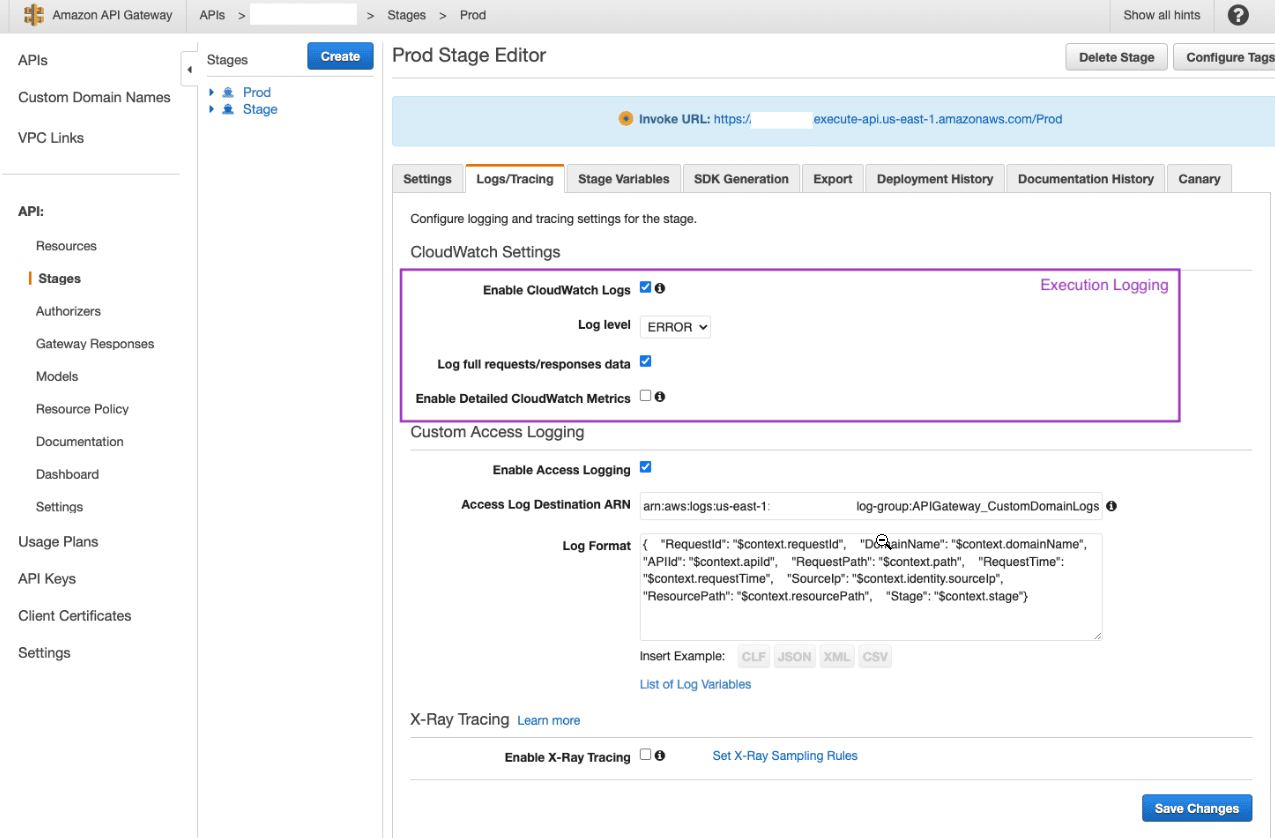 Amazon API Gateway
APIs > > Stages > Prod
Show all hints
?
APIs
Custom Domain Names
VPC Links
API:
Resources
Stages
Authorizers
Gateway Responses
Models
Resource Policy
Documentation
Dashboard
Settings
Usage Plans
API Keys
Client Certificates
Settings
Stages
Create
Prod
Stage
Prod Stage Editor
Delete Stage
Configure Tags
Invoke URL: https:/ execute-api.us-east-1.amazonaws.com/Prod
Settings
Logs/Tracing
Stage Variables
SDK Generation
Export
Deployment History
Documentation History
Canary
Configure logging and tracing settings for the stage.
CloudWatch Settings
Execution Logging
Enable CloudWatch Logs
Log level ERROR
Log full requests/responses data
Enable Detailed CloudWatch Metrics
Custom Access Logging
Enable Access Logging
Access Log Destination ARN arn:aws:logs:us-east-1: log-group:APIGateway_CustomDomainLogs
Log Format { "RequestId": "$context.requestId", "DomainName": "$context.domainName",
"APIId": "$context.apiId", "RequestPath": "$context.path", "RequestTime":
"$context.requestTime", "SourceIp": "$context.identity.sourceIp",
"ResourcePath": "$context.resourcePath", "Stage": "$context.stage"}
Insert Example: CLF JSON XML CSV
List of Log Variables
X-Ray Tracing Learn more
Enable X-Ray Tracing Set X-Ray Sampling Rules
Save Changes